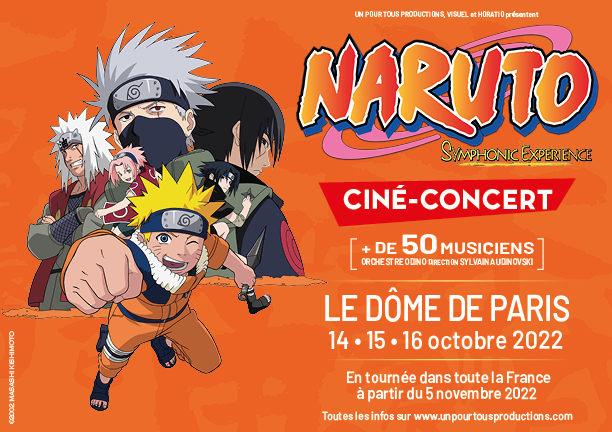 UN POUR TOUS PRODUCTIONS, VISUEL et HORATIO présentent
NARUTO
SYMPHONIC EXPERIENCE
CINÉ-CONCERT
+ DE 50 MUSICIENS
ORCHESTRE ODINO DIRECTION SYLVAIN AUDINOVSKI
LE DÔME DE PARIS
14 • 15 • 16 octobre 2022
En tournée dans toute la France
à partir du 5 novembre 2022
Toutes les infos sur www.unpourtousproductions.com
©2002 MASASHI KISHIMOTO